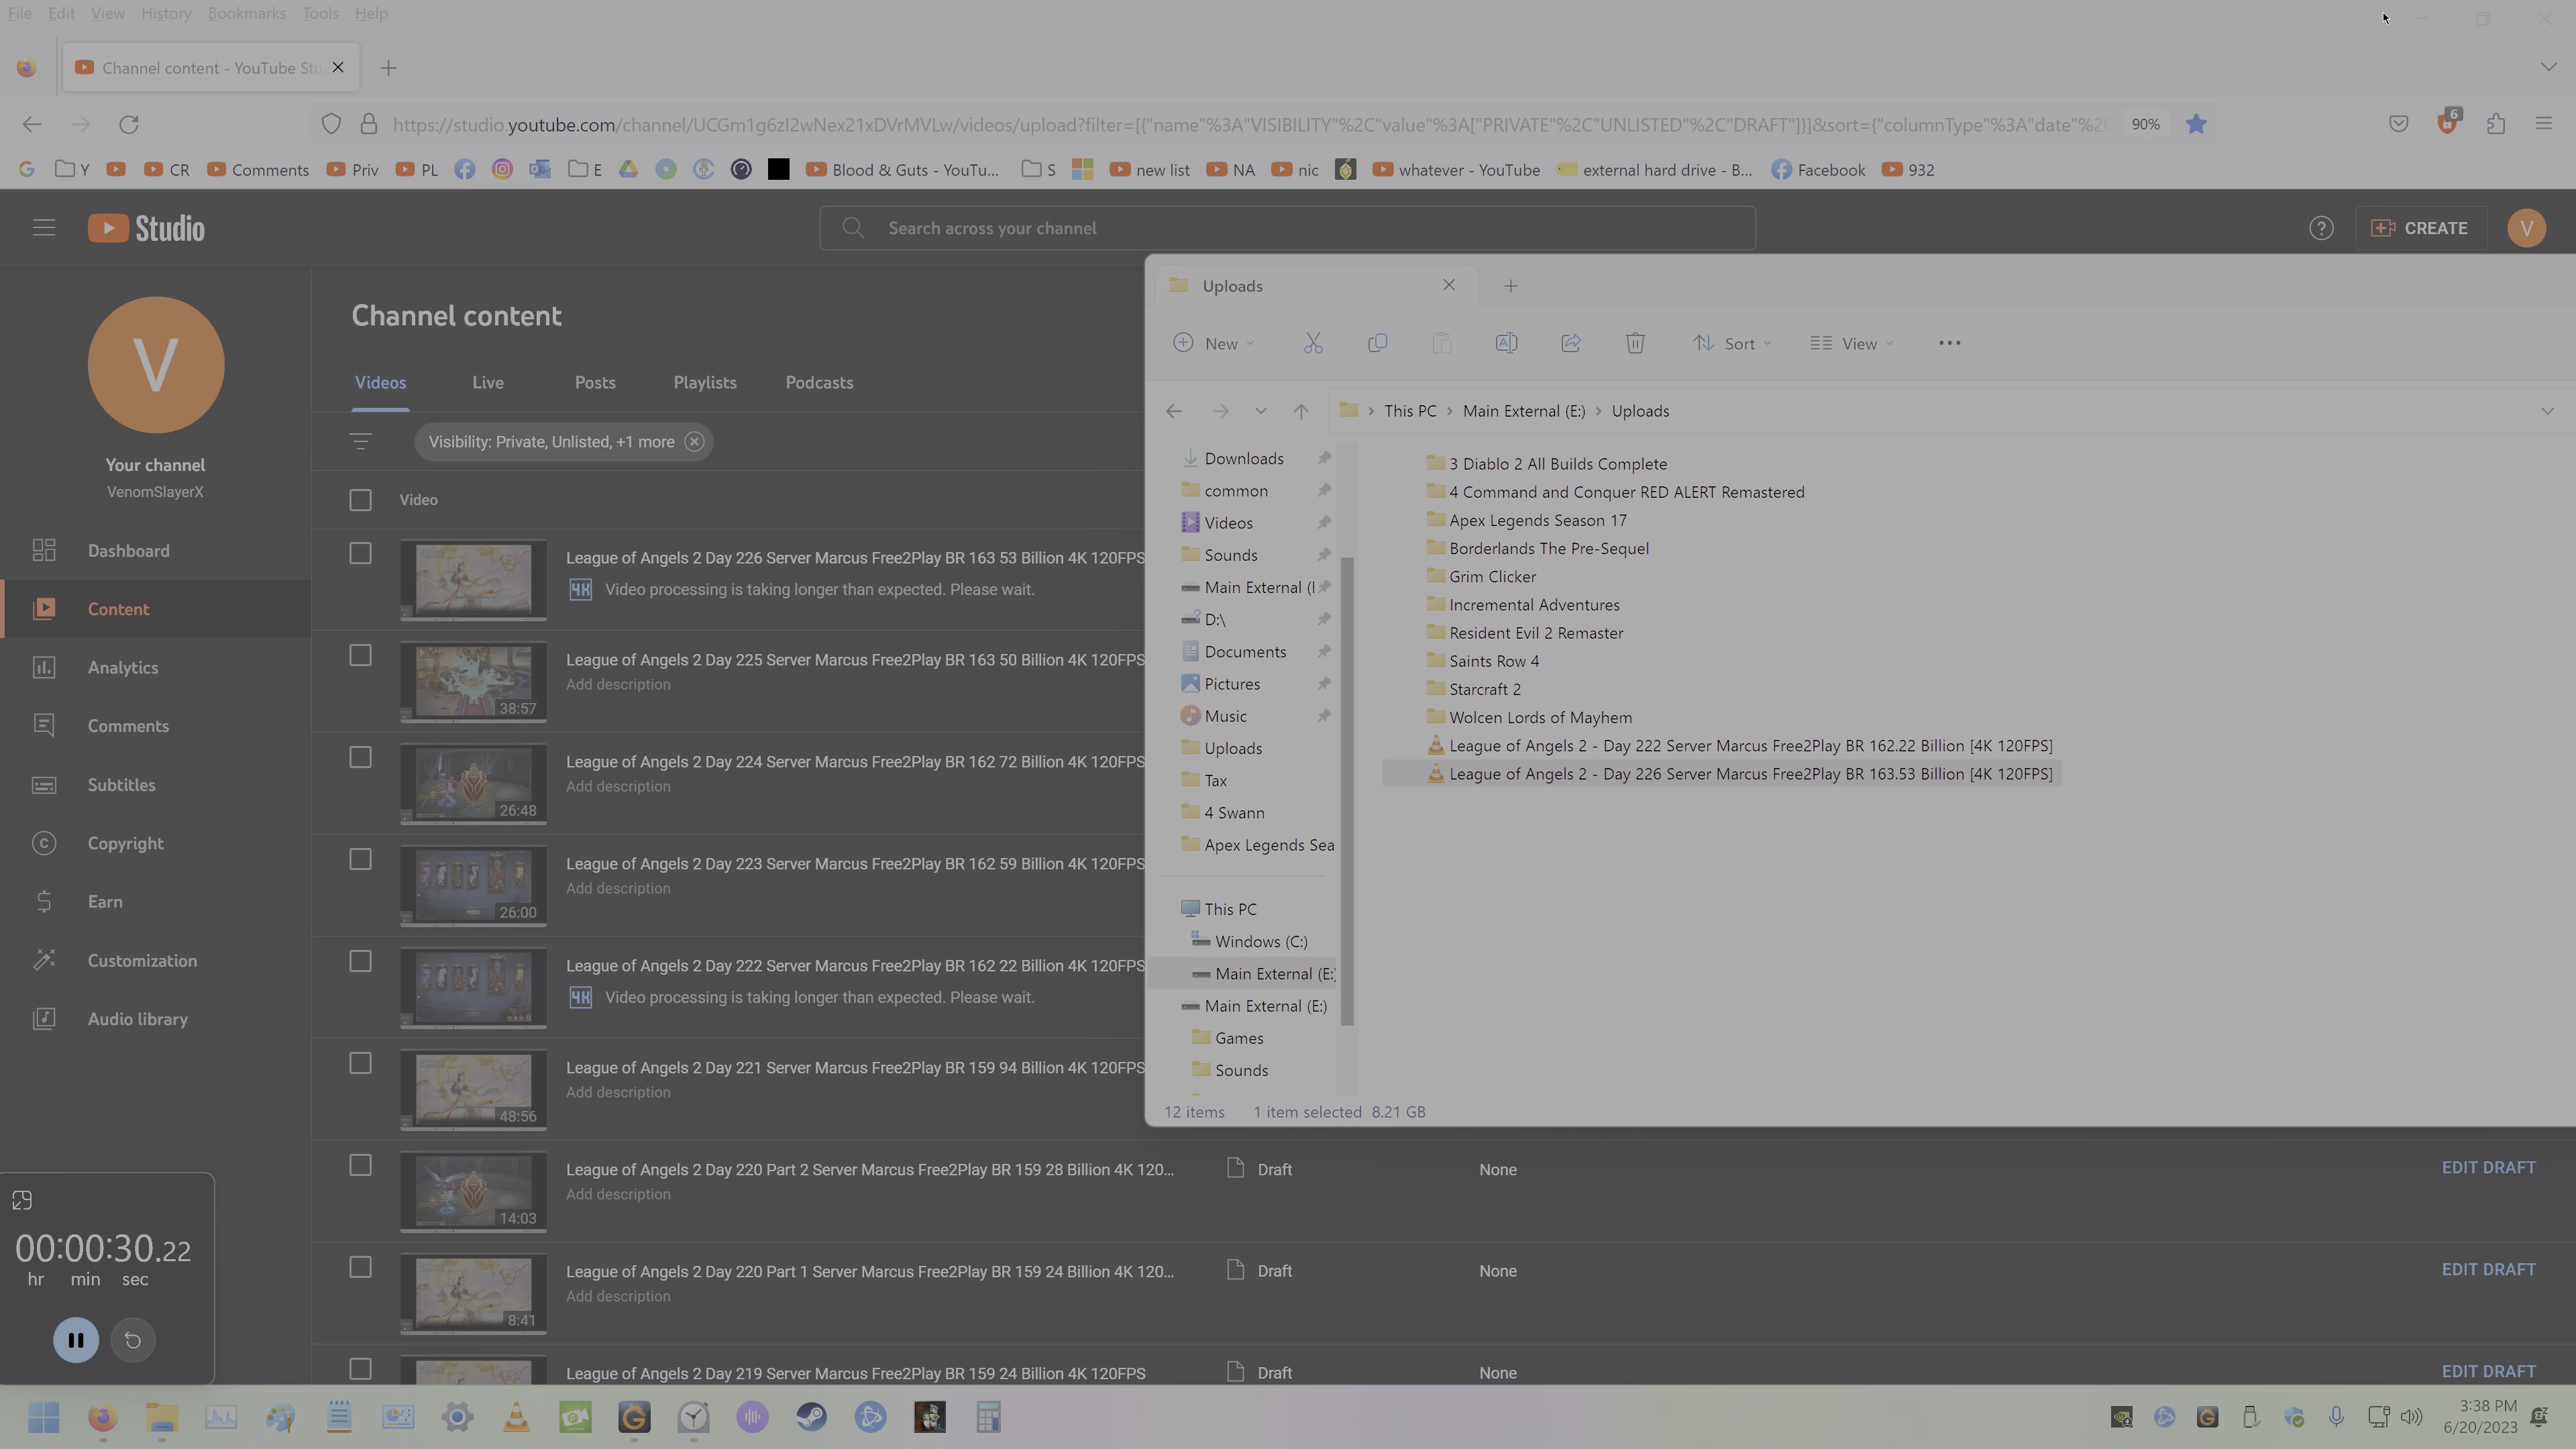 File Edit View History Bookmarks Tools Help
Channel content - YouTube Stu
https://studio.youtube.com/channel/UCGm1g6zI2wNex21xDVrMVLw/videos/upload?filter=[{"name"%3A"VISIBILITY"%2C"value"%3A["PRIVATE"%2C"UNLISTED"%2C"DRAFT"]}]&sort={"columnType"%3A"date"%2C 90% 6
Y CR Comments Priv PL E Blood & Guts - YouTu... S new list NA nic whatever - YouTube external hard drive - B... Facebook 932
Studio Search across your channel CREATE V
V
Your channel
VenomSlayerX
Dashboard
Content
Analytics
Comments
Subtitles
Copyright
Earn
Customization
Audio library
Channel content
Videos Live Posts Playlists Podcasts
Visibility: Private, Unlisted, +1 more
Video
League of Angels 2 Day 226 Server Marcus Free2Play BR 163 53 Billion 4K 120FPS
4K Video processing is taking longer than expected. Please wait.
League of Angels 2 Day 225 Server Marcus Free2Play BR 163 50 Billion 4K 120FPS
Add description
38:57
League of Angels 2 Day 224 Server Marcus Free2Play BR 162 72 Billion 4K 120FPS
Add description
26:48
League of Angels 2 Day 223 Server Marcus Free2Play BR 162 59 Billion 4K 120FPS
Add description
26:00
League of Angels 2 Day 222 Server Marcus Free2Play BR 162 22 Billion 4K 120FPS
4K Video processing is taking longer than expected. Please wait.
League of Angels 2 Day 221 Server Marcus Free2Play BR 159 94 Billion 4K 120FPS
Add description
48:56
League of Angels 2 Day 220 Part 2 Server Marcus Free2Play BR 159 28 Billion 4K 120... Draft None EDIT DRAFT
Add description
14:03
League of Angels 2 Day 220 Part 1 Server Marcus Free2Play BR 159 24 Billion 4K 120... Draft None EDIT DRAFT
Add description
8:41
League of Angels 2 Day 219 Server Marcus Free2Play BR 159 24 Billion 4K 120FPS Draft None EDIT DRAFT
Uploads
New Sort View
This PC Main External (E:) Uploads
Downloads
common
Videos
Sounds
Main External (
D:\
Documents
Pictures
Music
Uploads
Tax
4 Swann
Apex Legends Sea
This PC
Windows (C:)
Main External (E:)
Main External (E:)
Games
Sounds
3 Diablo 2 All Builds Complete
4 Command and Conquer RED ALERT Remastered
Apex Legends Season 17
Borderlands The Pre-Sequel
Grim Clicker
Incremental Adventures
Resident Evil 2 Remaster
Saints Row 4
Starcraft 2
Wolcen Lords of Mayhem
League of Angels 2 - Day 222 Server Marcus Free2Play BR 162.22 Billion [4K 120FPS]
League of Angels 2 - Day 226 Server Marcus Free2Play BR 163.53 Billion [4K 120FPS]
12 items 1 item selected 8.21 GB
00:00:30.22
hr min sec
3:38 PM
6/20/2023